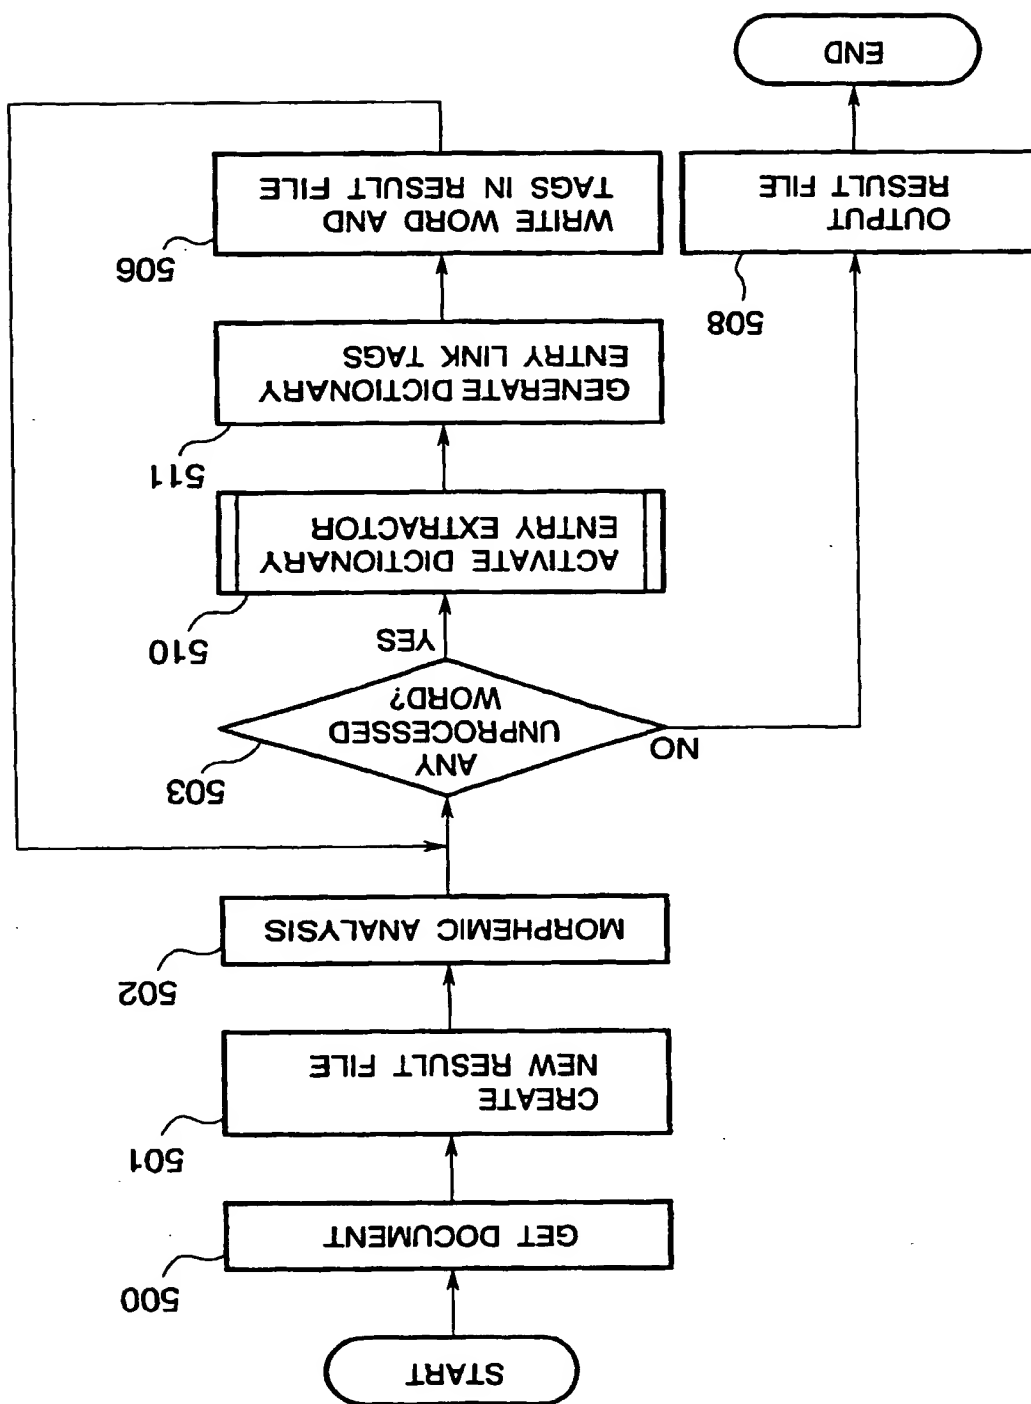 START
500
GET DOCUMENT
501
CREATE
NEW RESULT FILE
502
MORPHEMIC ANALYSIS
503
ANY
UNPROCESSED
WORD?
NO
YES
510
ACTIVATE DICTIONARY
ENTRY EXTRACTOR
511
GENERATE DICTIONARY
ENTRY LINK TAGS
506
WRITE WORD AND
TAGS IN RESULT FILE
508
OUTPUT
RESULT FILE
END